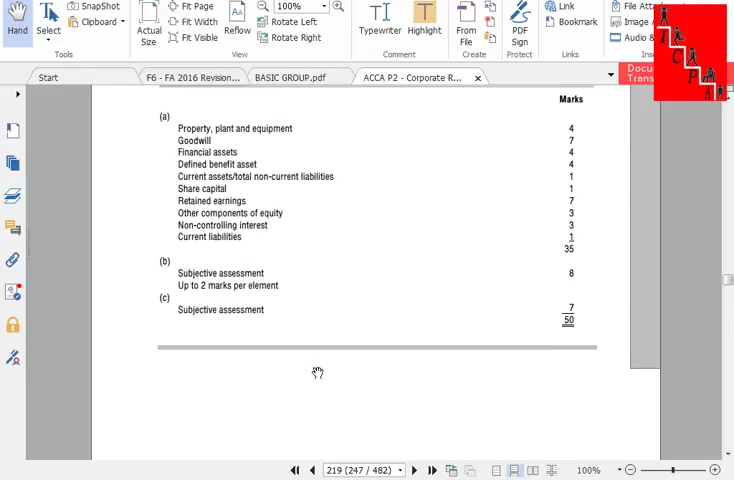 SnapShot
Fit Page
100%
File Atta
Link
Clipboard
Fit Width
Rotate Left
Bookmark
Image
Hand
Select
Actual Size
Fit Visible
Reflow
Rotate Right
Typewriter
Highlight
From File
PDF Sign
Audio &
Tools
View
Comment
Create
Protect
Links
Inse
I
C
P
A
Start
F6 - FA 2016 Revision...
BASIC GROUP.pdf
ACCA P2 - Corporate R...
Docu
Trans
Marks
(a)
Property, plant and equipment 4
Goodwill 7
Financial assets 4
Defined benefit asset 4
Current assets/total non-current liabilities 1
Share capital 1
Retained earnings 7
Other components of equity 3
Non-controlling interest 3
Current liabilities 1
35
(b)
Subjective assessment 8
Up to 2 marks per element
(c)
Subjective assessment 7
50
219 (247 / 482)
100%